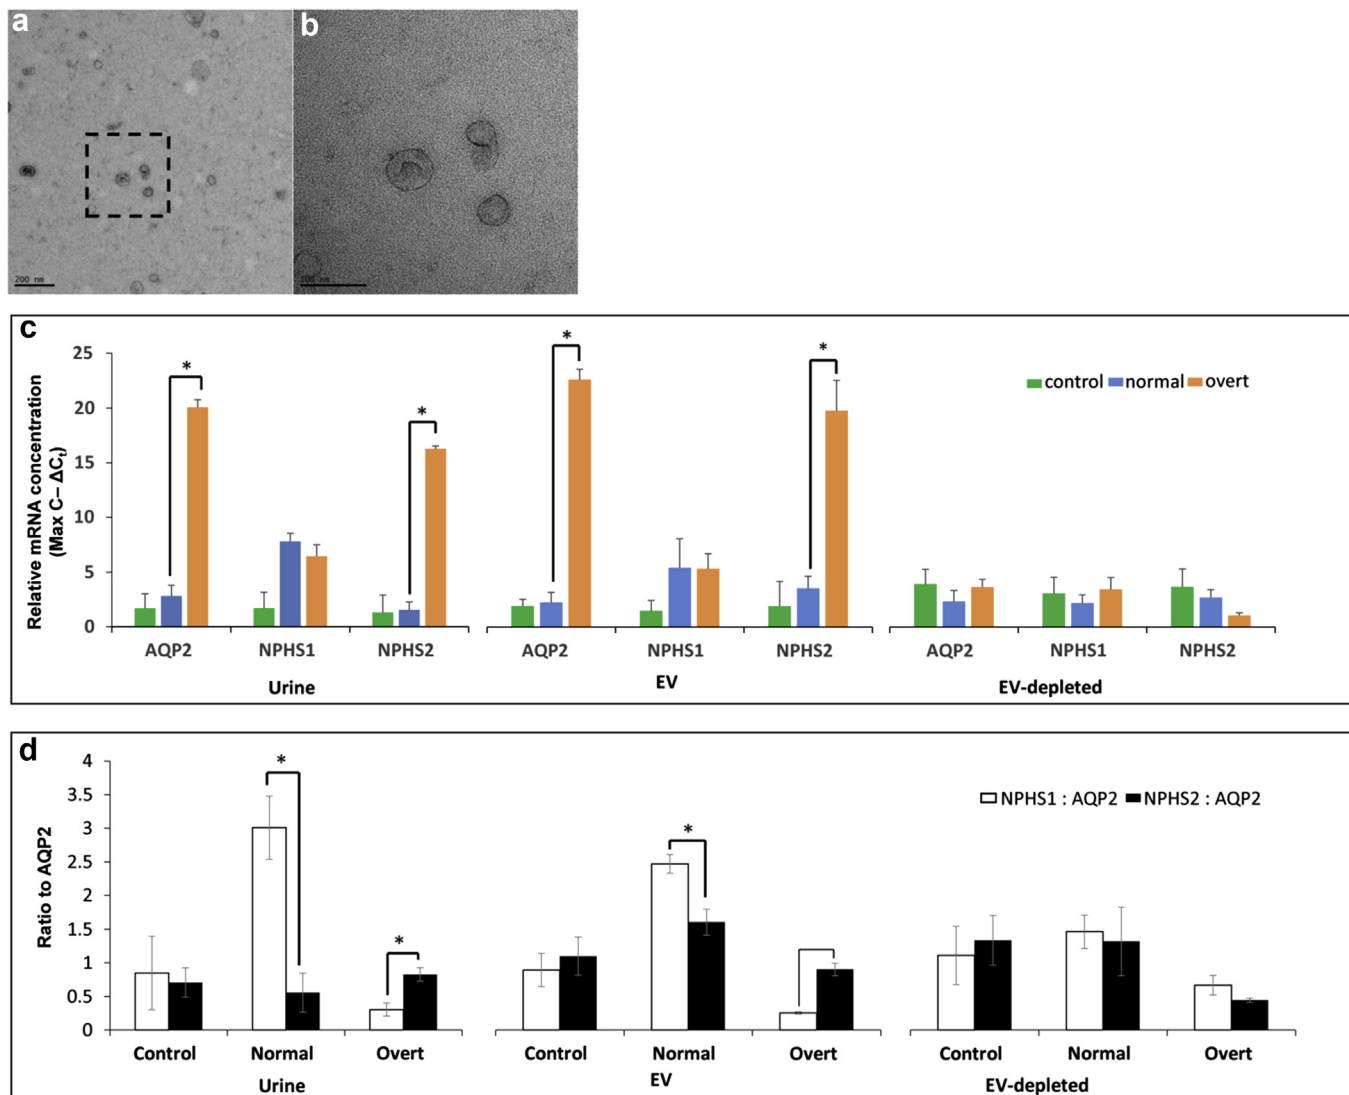 a
b
200 nm
100 nm
c
Relative mRNA concentration
(Max C– ΔCt)
25
20
15
10
5
0
control normal overt
*
*
*
*
AQP2 NPHS1 NPHS2 AQP2 NPHS1 NPHS2 AQP2 NPHS1 NPHS2
Urine EV EV-depleted
d
Ratio to AQP2
4
3.5
3
2.5
2
1.5
1
0.5
0
NPHS1 : AQP2 NPHS2 : AQP2
*
*
*
Control Normal Overt Control Normal Overt Control Normal Overt
Urine EV EV-depleted